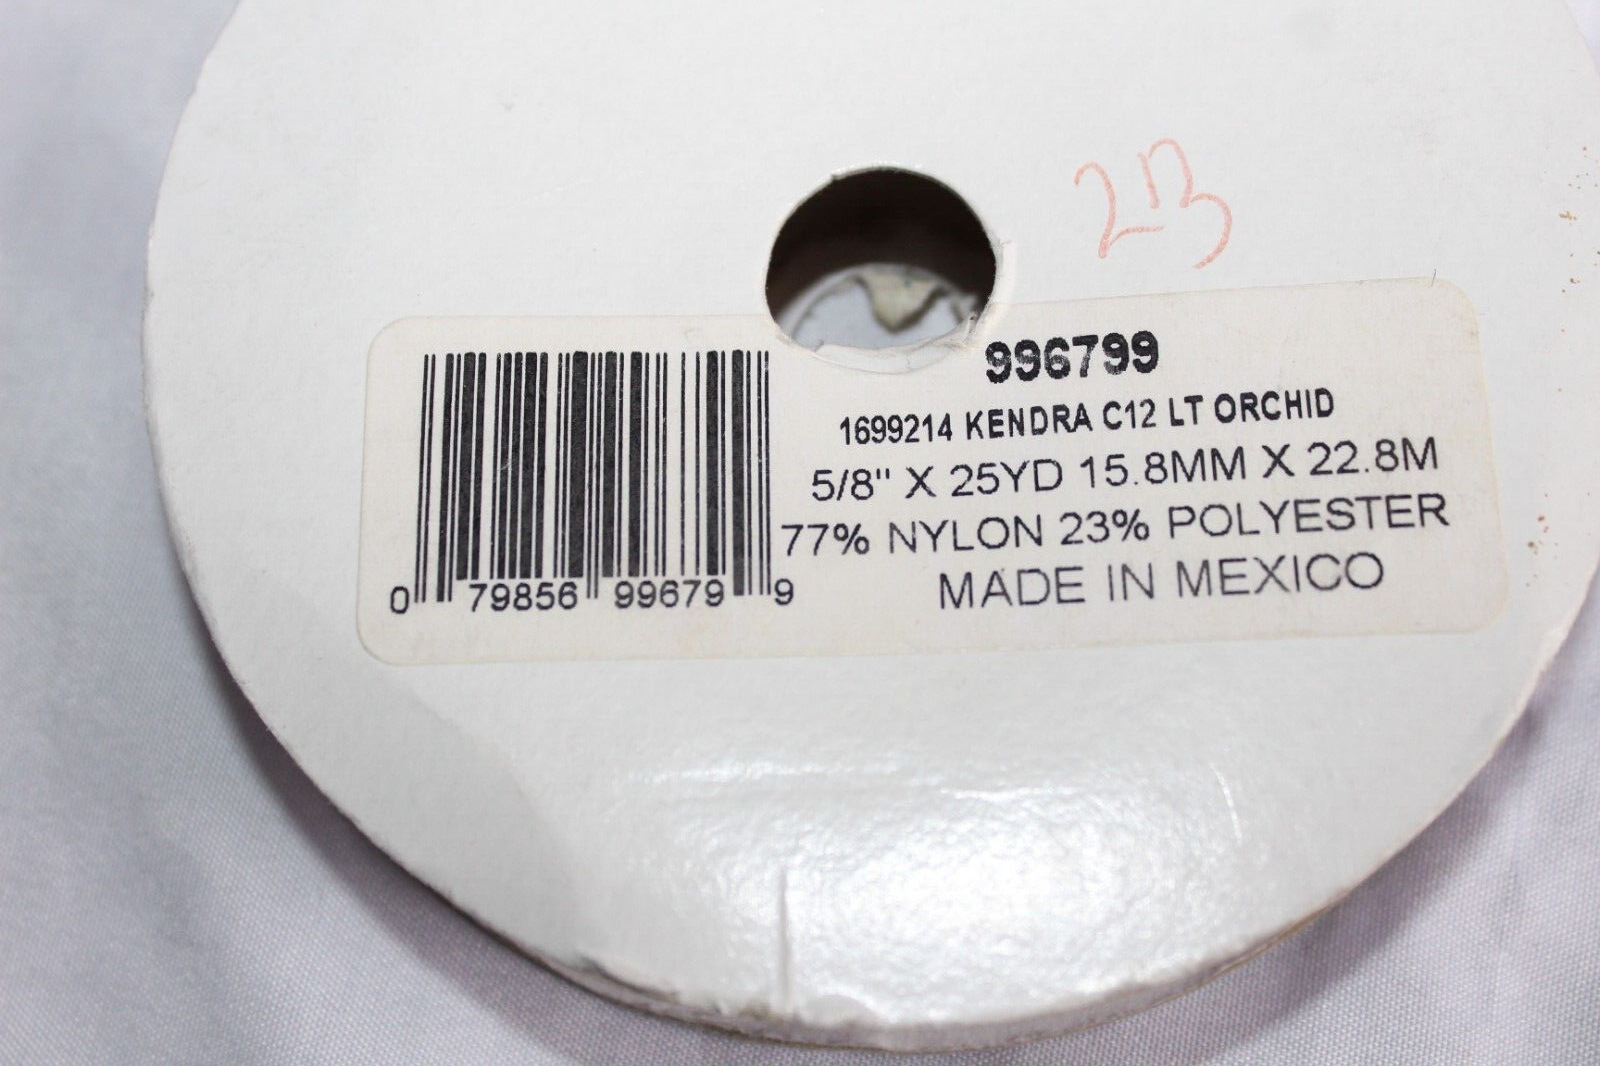 213
996799
1699214 KENDRA C12 LT ORCHID
5/8" X 25YD 15.8MM X 22.8M
77% NYLON 23% POLYESTER
MADE IN MEXICO
0 79856 99679 9